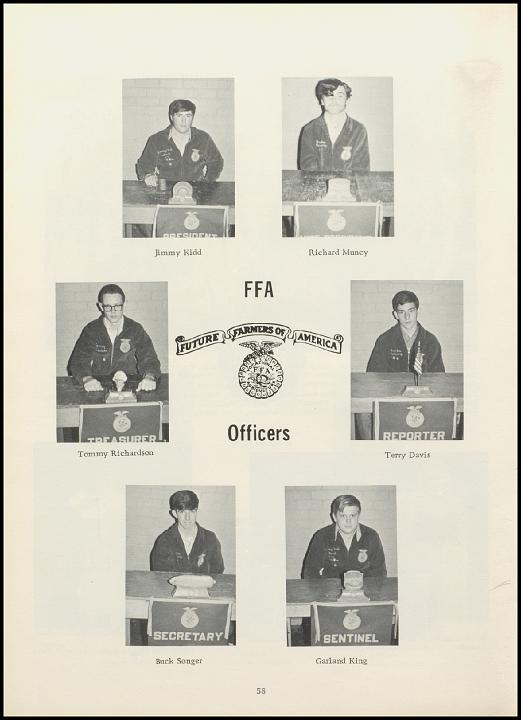 PRESIDENT
Jimmy Kidd
Richard Muncy
FFA
FUTURE FARMERS OF AMERICA
FFA
TREASURER
Tommy Richardson
REPORTER
Terry Davis
Officers
SECRETARY
Buck Songer
SENTINEL
Garland King
58